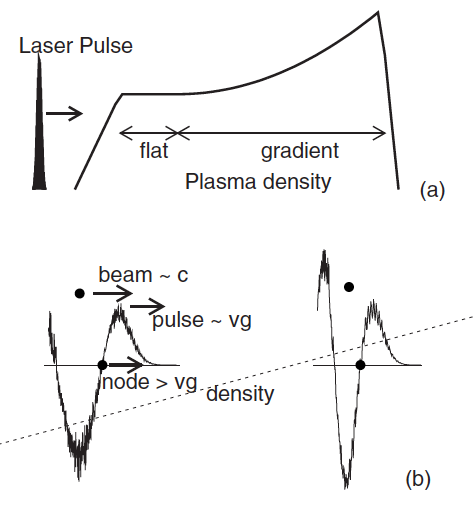 Laser Pulse
flat
gradient
Plasma density
(a)
beam ~ c
pulse ~ vg
node > vg
density
(b)